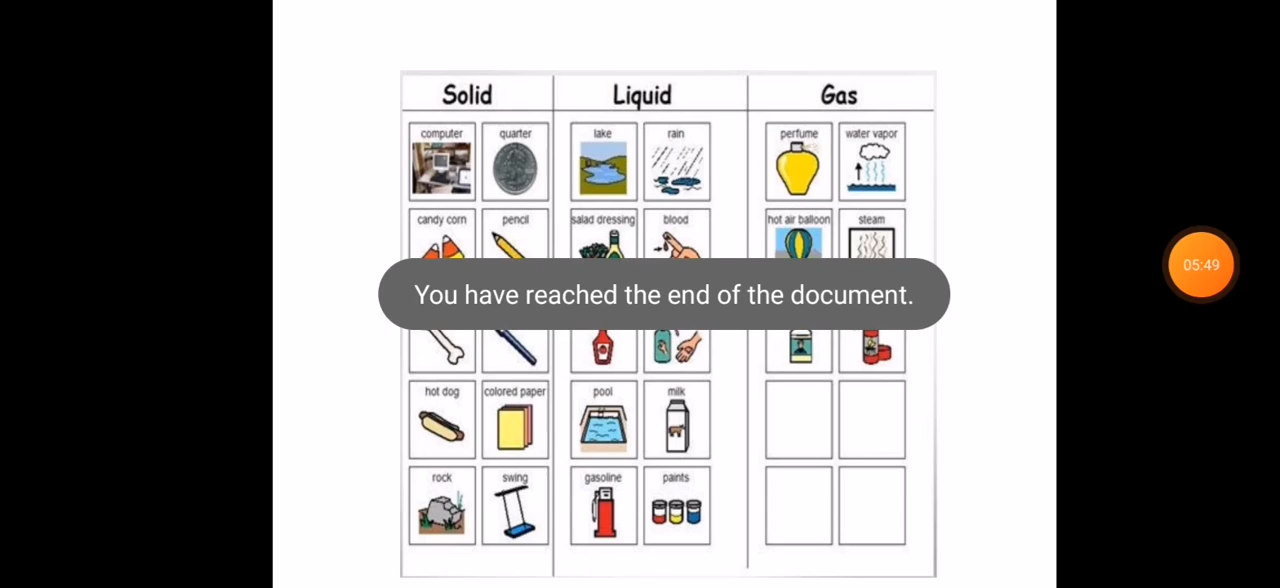 Solid Liquid Gas
computer quarter lake rain perfume water vapor
candy corn pencil salad dressing blood hot air balloon steam
You have reached the end of the document.
05:49
hot dog colored paper pool milk
rock swing gasoline paints